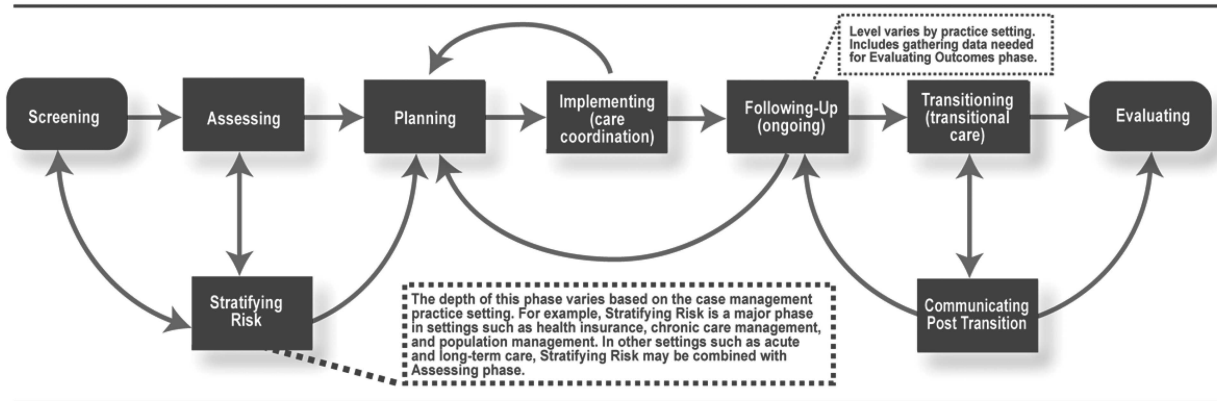 Level varies by practice setting.
Includes gathering data needed
for Evaluating Outcomes phase.
Screening
Assessing
Planning
Implementing
(care
coordination)
Following-Up
(ongoing)
Transitioning
(transitional
care)
Evaluating
Stratifying
Risk
The depth of this phase varies based on the case management
practice setting. For example, Stratifying Risk is a major phase
in settings such as health insurance, chronic care management,
and population management. In other settings such as acute
and long-term care, Stratifying Risk may be combined with
Assessing phase.
Communicating
Post Transition